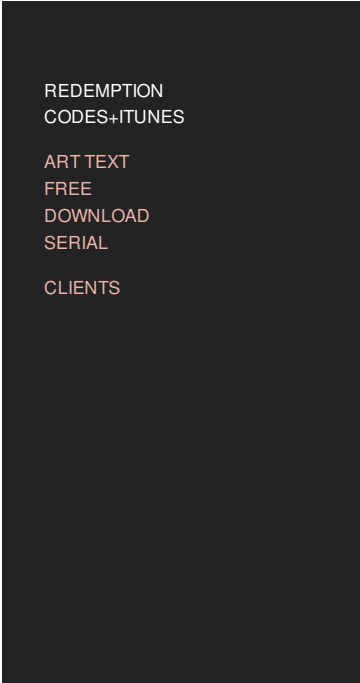 REDEMPTION
CODES+ITUNES
ART TEXT
FREE
DOWNLOAD
SERIAL
CLIENTS